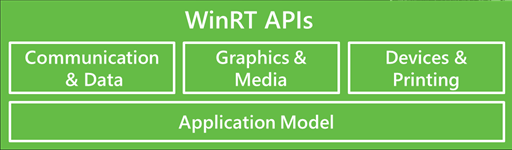 WinRT APIs
Communication
& Data
Graphics &
Media
Devices &
Printing
Application Model